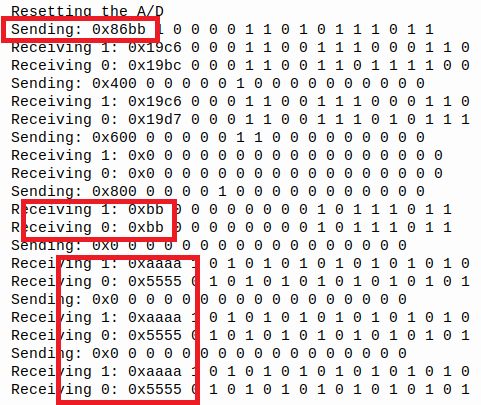 Resetting the A/D
Sending: 0x86bb 1 0 0 0 0 1 1 0 1 0 1 1 1 0 1 1
Receiving 1: 0x19c6 0 0 0 1 1 0 0 1 1 1 0 0 0 1 1 0
Receiving 0: 0x19bc 0 0 0 1 1 0 0 1 1 0 1 1 1 1 0 0
Sending: 0x400 0 0 0 0 0 1 0 0 0 0 0 0 0 0 0 0
Receiving 1: 0x19c6 0 0 0 1 1 0 0 1 1 1 0 0 0 1 1 0
Receiving 0: 0x19d7 0 0 0 1 1 0 0 1 1 1 0 1 0 1 1 1
Sending: 0x600 0 0 0 0 0 1 1 0 0 0 0 0 0 0 0 0
Receiving 1: 0x0 0 0 0 0 0 0 0 0 0 0 0 0 0 0 0 0
Receiving 0: 0x0 0 0 0 0 0 0 0 0 0 0 0 0 0 0 0 0
Sending: 0x800 0 0 0 0 1 0 0 0 0 0 0 0 0 0 0 0
Receiving 1: 0xbb 0 0 0 0 0 0 0 0 1 0 1 1 1 0 1 1
Receiving 0: 0xbb 0 0 0 0 0 0 0 0 1 0 1 1 1 0 1 1
Sending: 0x0 0 0 0 0 0 0 0 0 0 0 0 0 0 0 0 0
Receiving 1: 0xaaaa 1 0 1 0 1 0 1 0 1 0 1 0 1 0 1 0
Receiving 0: 0x5555 0 1 0 1 0 1 0 1 0 1 0 1 0 1 0 1
Sending: 0x0 0 0 0 0 0 0 0 0 0 0 0 0 0 0 0 0
Receiving 1: 0xaaaa 1 0 1 0 1 0 1 0 1 0 1 0 1 0 1 0
Receiving 0: 0x5555 0 1 0 1 0 1 0 1 0 1 0 1 0 1 0 1
Sending: 0x0 0 0 0 0 0 0 0 0 0 0 0 0 0 0 0 0
Receiving 1: 0xaaaa 1 0 1 0 1 0 1 0 1 0 1 0 1 0 1 0
Receiving 0: 0x5555 0 1 0 1 0 1 0 1 0 1 0 1 0 1 0 1